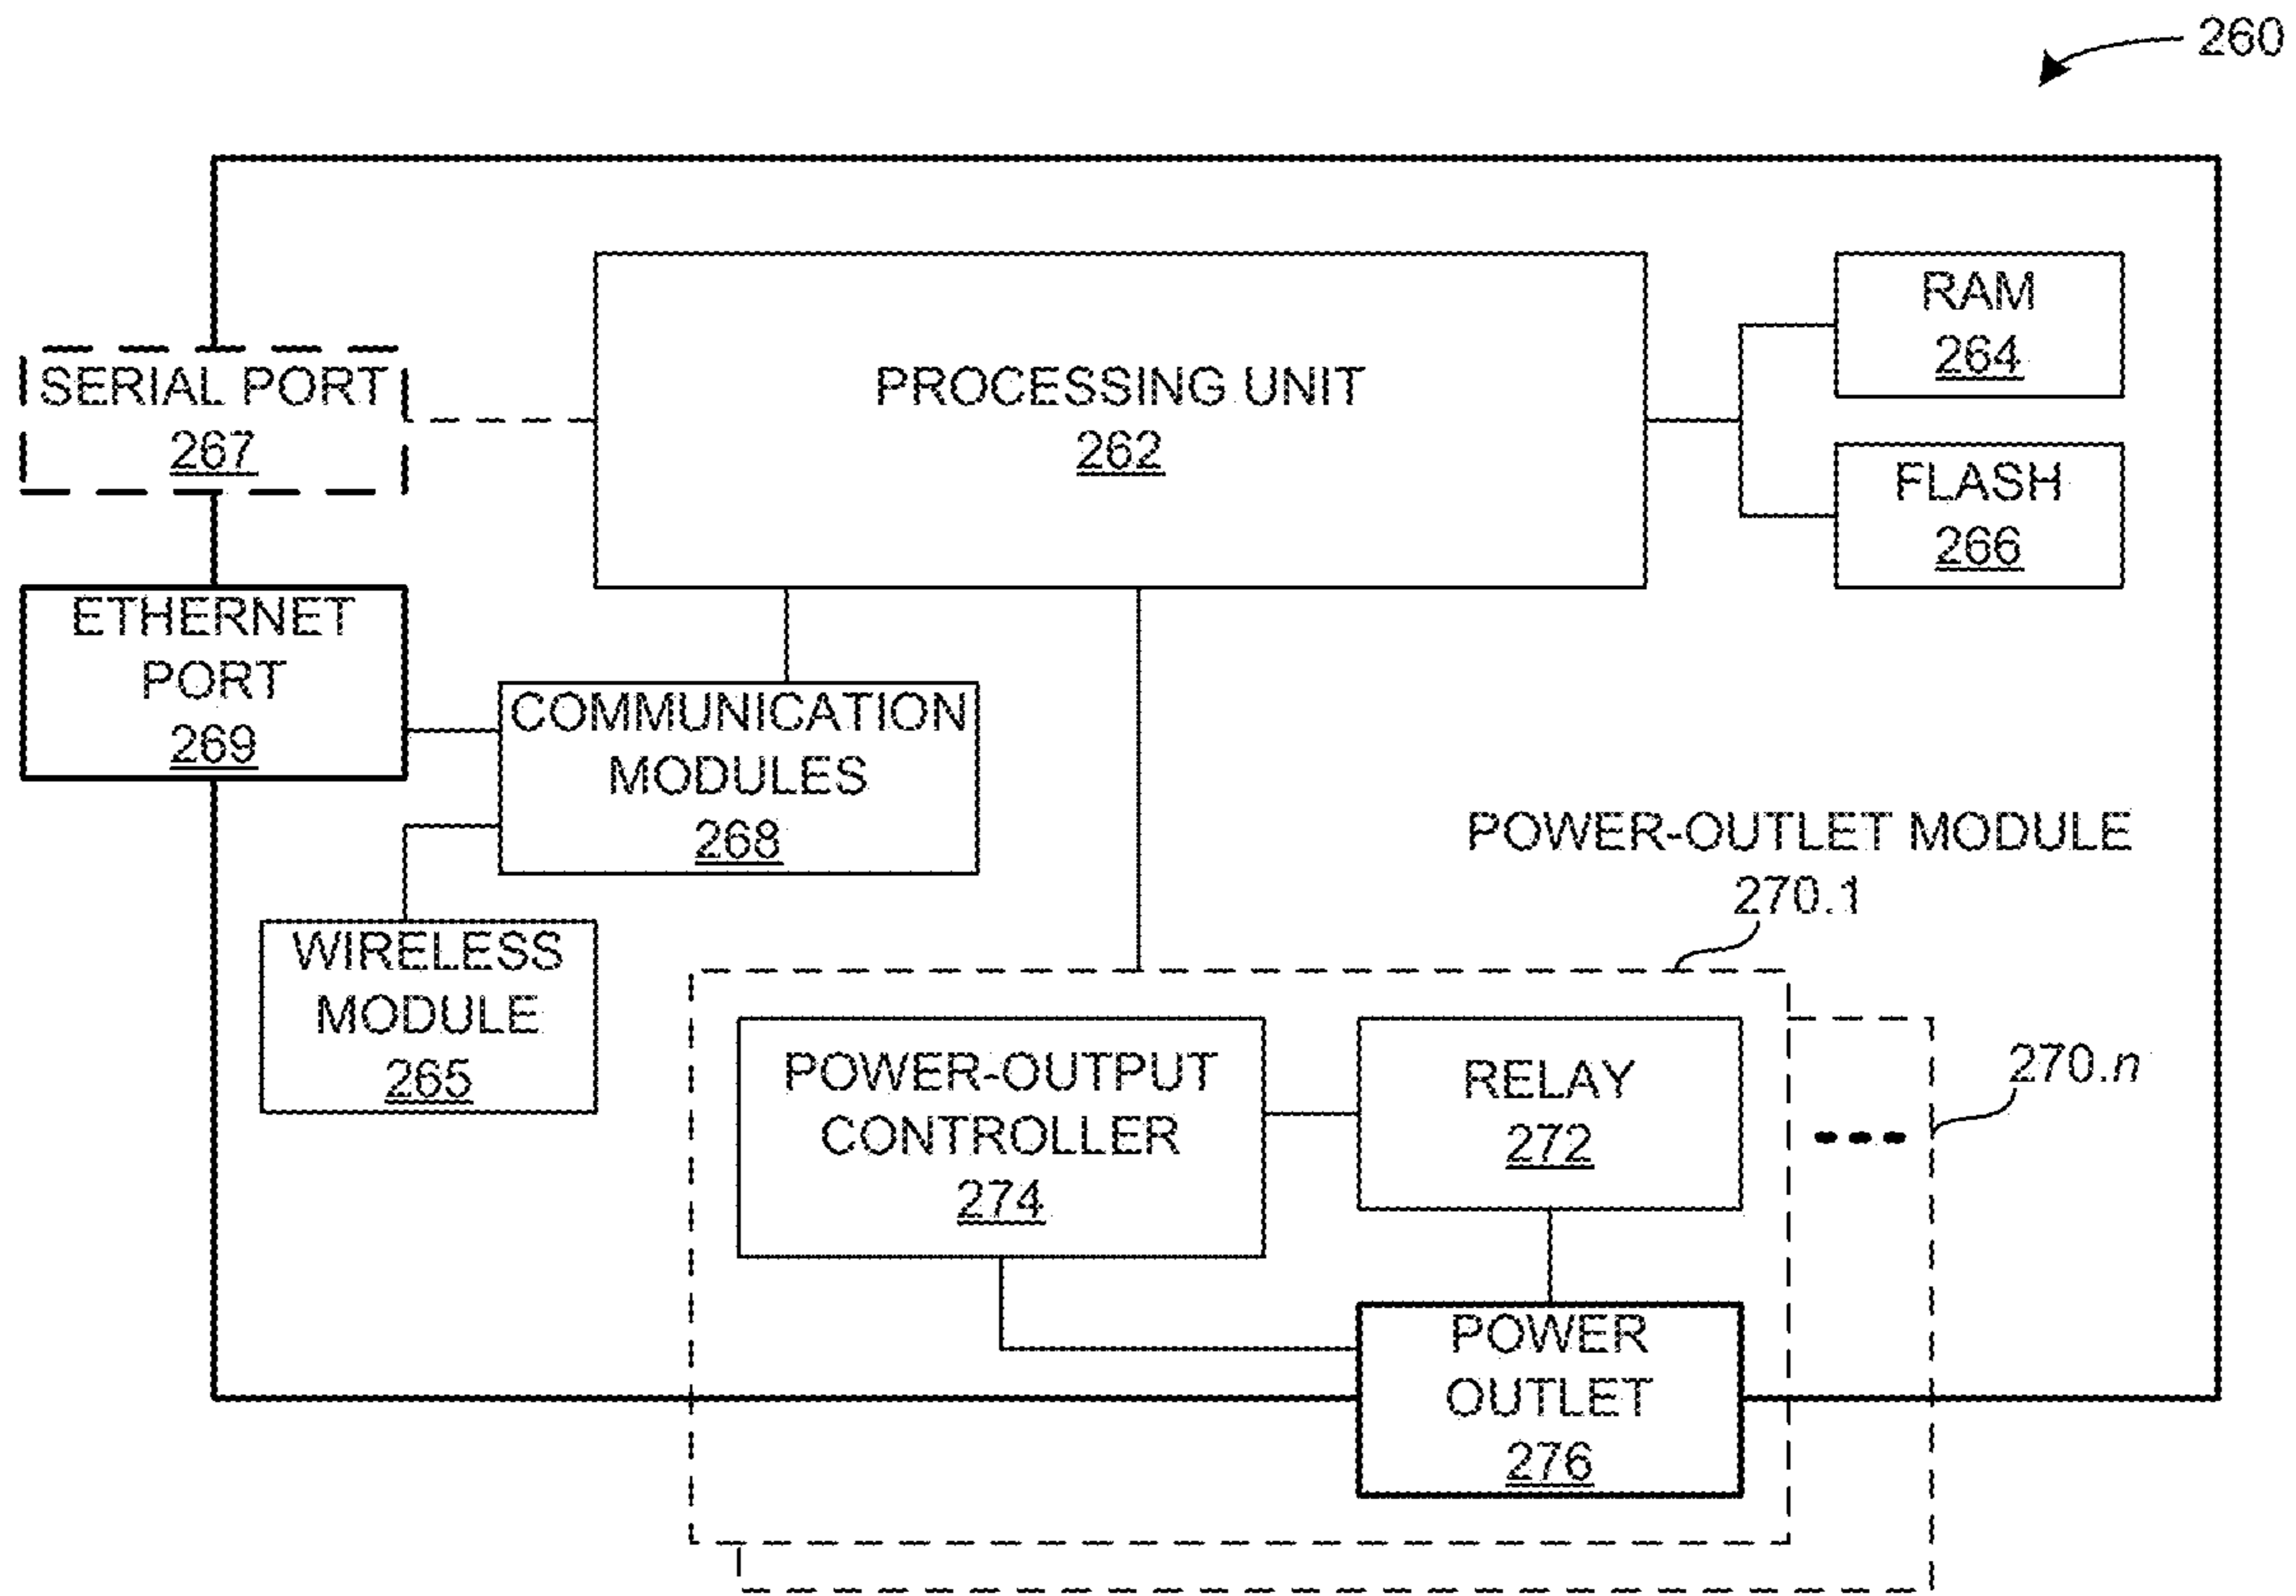 260
RAM
264
SERIAL PORT
267
PROCESSING UNIT
262
FLASH
266
ETHERNET
PORT
269
COMMUNICATION
MODULES
268
POWER-OUTLET MODULE
270.1
WIRELESS
MODULE
265
POWER-OUTPUT
CONTROLLER
274
RELAY
272
270.n
POWER
OUTLET
276